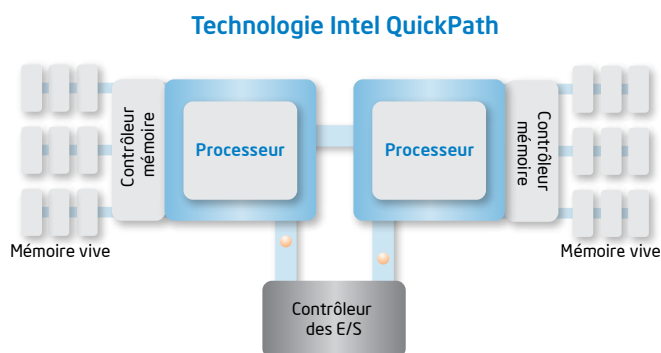 Technologie Intel QuickPath
Contrôleur
mémoire
Processeur
Processeur
Contrôleur
mémoire
Mémoire vive
Mémoire vive
Contrôleur
des E/S